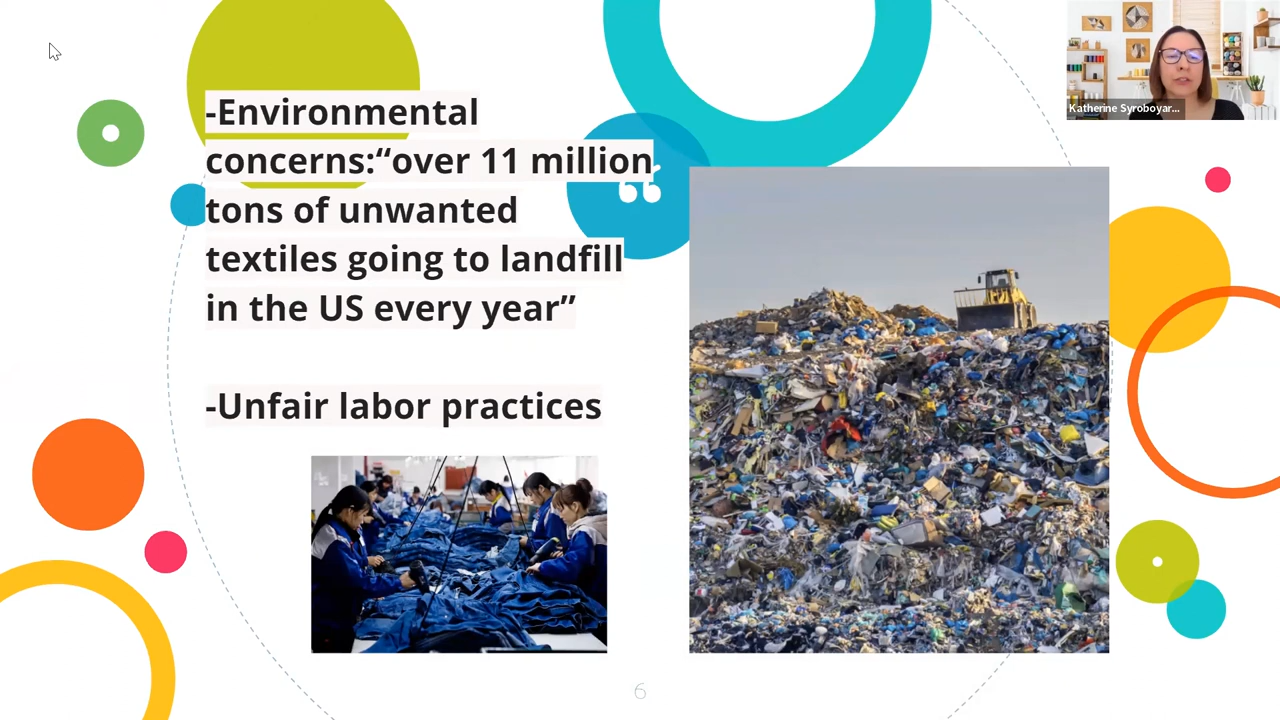 -Environmental
concerns:“over 11 million
tons of unwanted
textiles going to landfill
in the US every year”
-Unfair labor practices
“
Katherine Syroboyar...
6